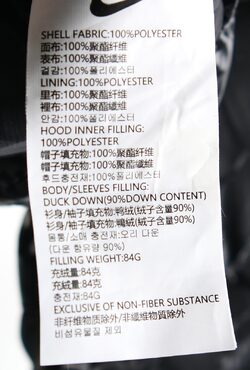 SHELL FABRIC:100%POLYESTER
面布:100%聚酯纤维
表布:100%聚酯纖維
겉감:100%폴리에스터
LINING:100%POLYESTER
里布:100%聚酯纤维
裡布:100%聚酯纖維
안감:100%폴리에스터
HOOD INNER FILLING:
100%POLYESTER
帽子填充物:100%聚酯纤维
帽子填充物:100%聚酯纖維
후드충전재:100%폴리에스터
BODY/SLEEVES FILLING:
DUCK DOWN(90%DOWN CONTENT)
衫身/袖子填充物:鸭绒(绒子含量90%)
衫身/袖子填充物:鴨絨(絨子含量90%)
몸통/소매 충전재:오리 다운
(다운 함유량 90%)
FILLING WEIGHT:84G
充绒量:84克
充絨量:84克
충전재:84G
EXCLUSIVE OF NON-FIBER SUBSTANCE
非纤维物质除外/非纖維物質除外
비섬유물질 제외